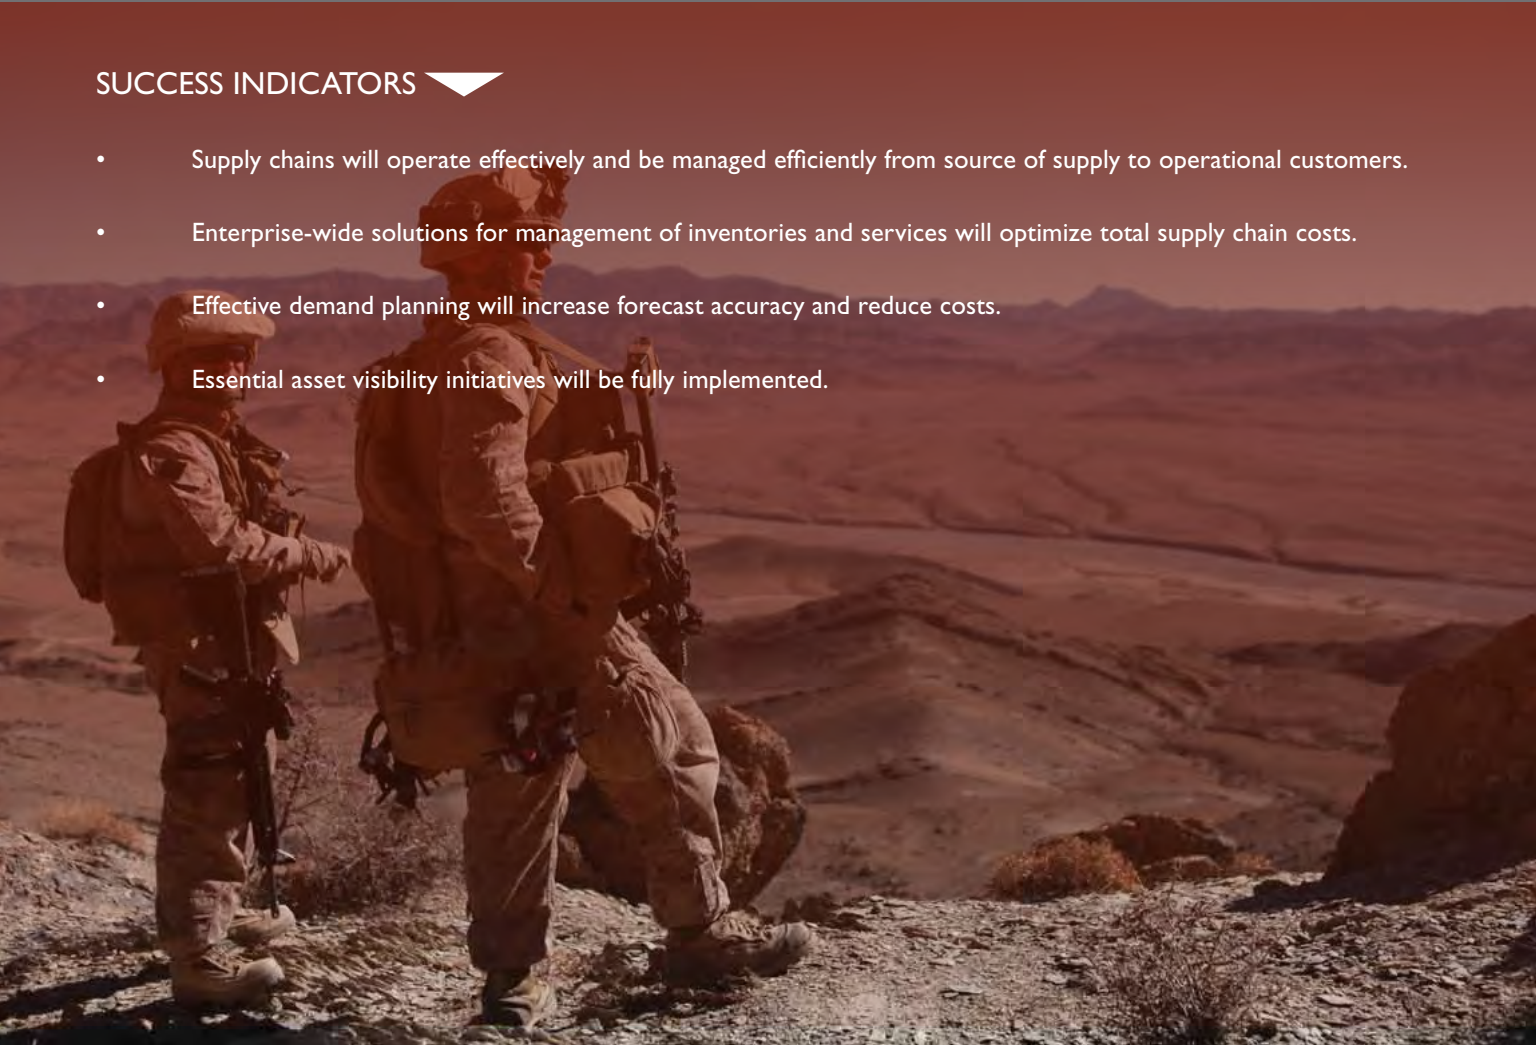 SUCCESS INDICATORS
• Supply chains will operate effectively and be managed efficiently from source of supply to operational customers.
• Enterprise-wide solutions for management of inventories and services will optimize total supply chain costs.
• Effective demand planning will increase forecast accuracy and reduce costs.
• Essential asset visibility initiatives will be fully implemented.